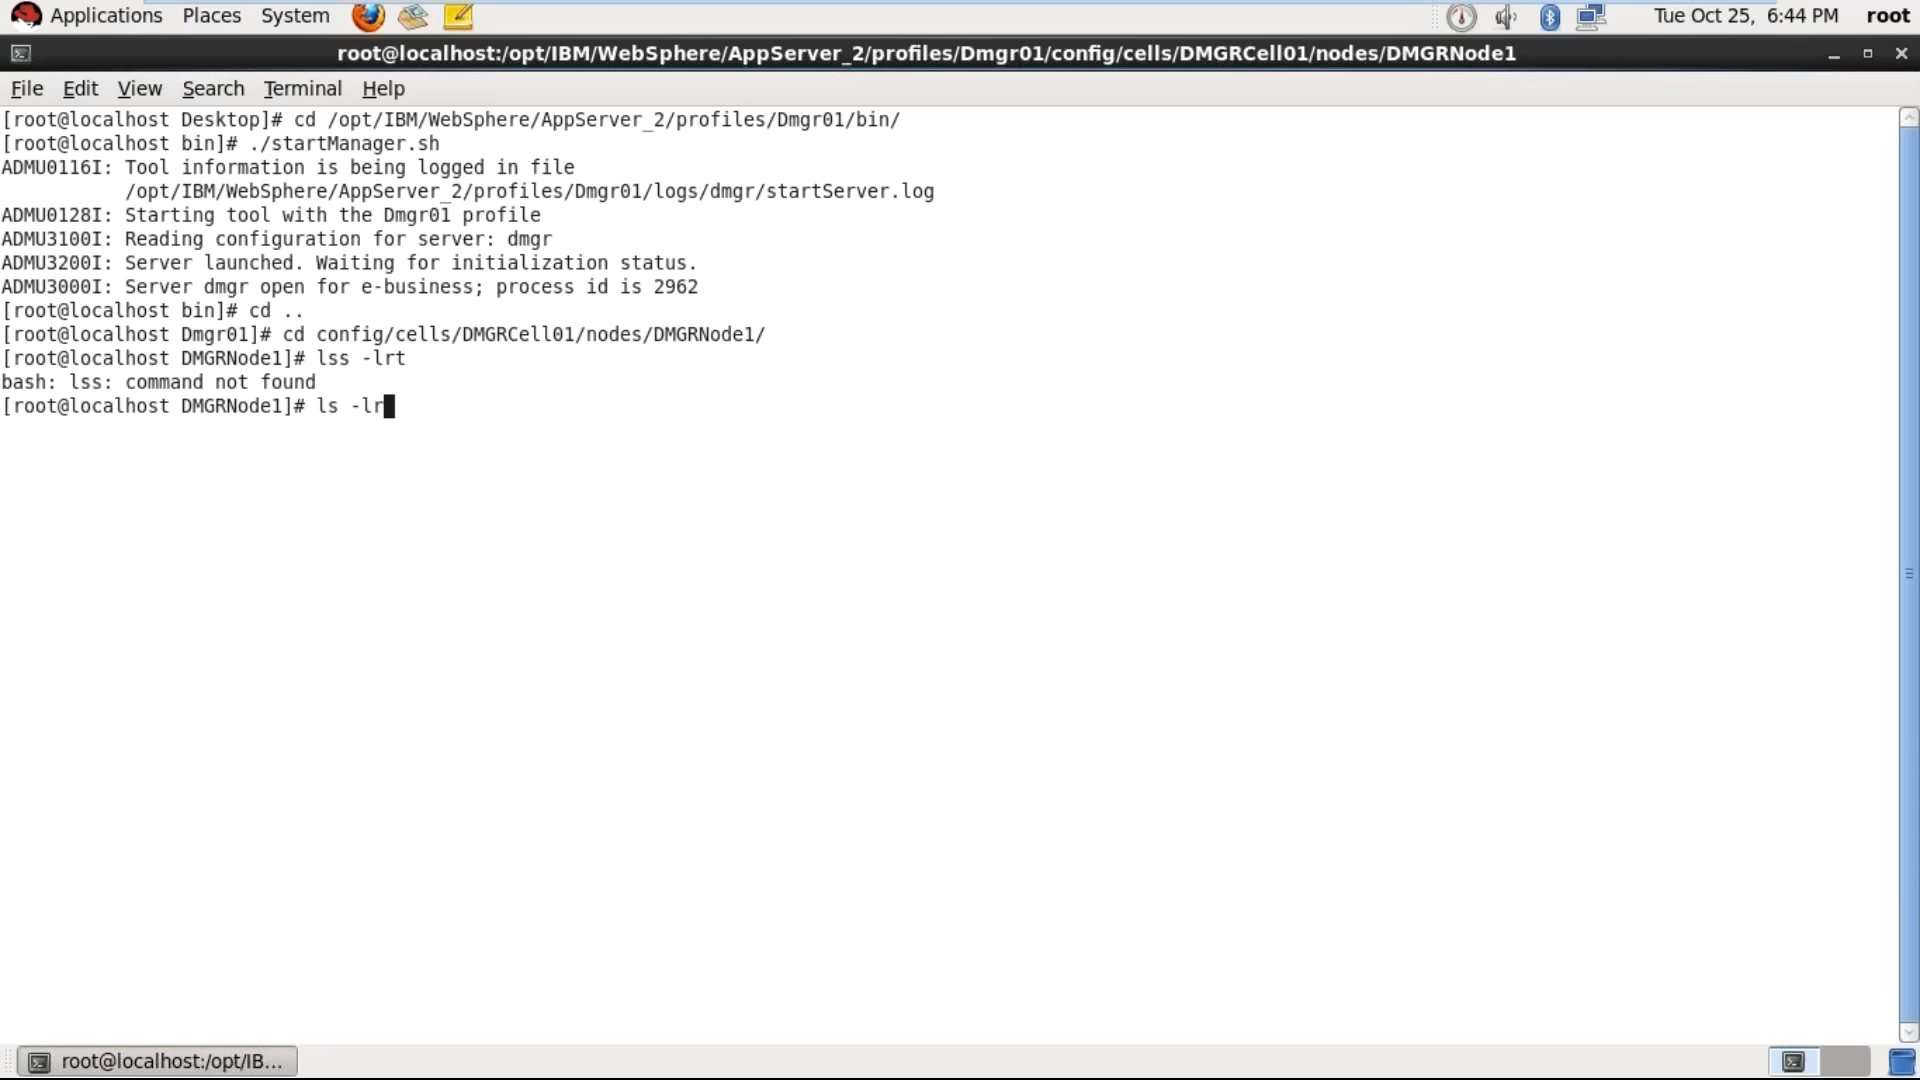 Applications Places System Tue Oct 25, 6:44 PM root
root@localhost:/opt/IBM/WebSphere/AppServer_2/profiles/Dmgr01/config/cells/DMGRCell01/nodes/DMGRNode1
File Edit View Search Terminal Help
[root@localhost Desktop]# cd /opt/IBM/WebSphere/AppServer_2/profiles/Dmgr01/bin/
[root@localhost bin]# ./startManager.sh
ADMU0116I: Tool information is being logged in file
/opt/IBM/WebSphere/AppServer_2/profiles/Dmgr01/logs/dmgr/startServer.log
ADMU0128I: Starting tool with the Dmgr01 profile
ADMU3100I: Reading configuration for server: dmgr
ADMU3200I: Server launched. Waiting for initialization status.
ADMU3000I: Server dmgr open for e-business; process id is 2962
[root@localhost bin]# cd ..
[root@localhost Dmgr01]# cd config/cells/DMGRCell01/nodes/DMGRNode1/
[root@localhost DMGRNode1]# lss -lrt
bash: lss: command not found
[root@localhost DMGRNode1]# ls -lr
root@localhost:/opt/IB...